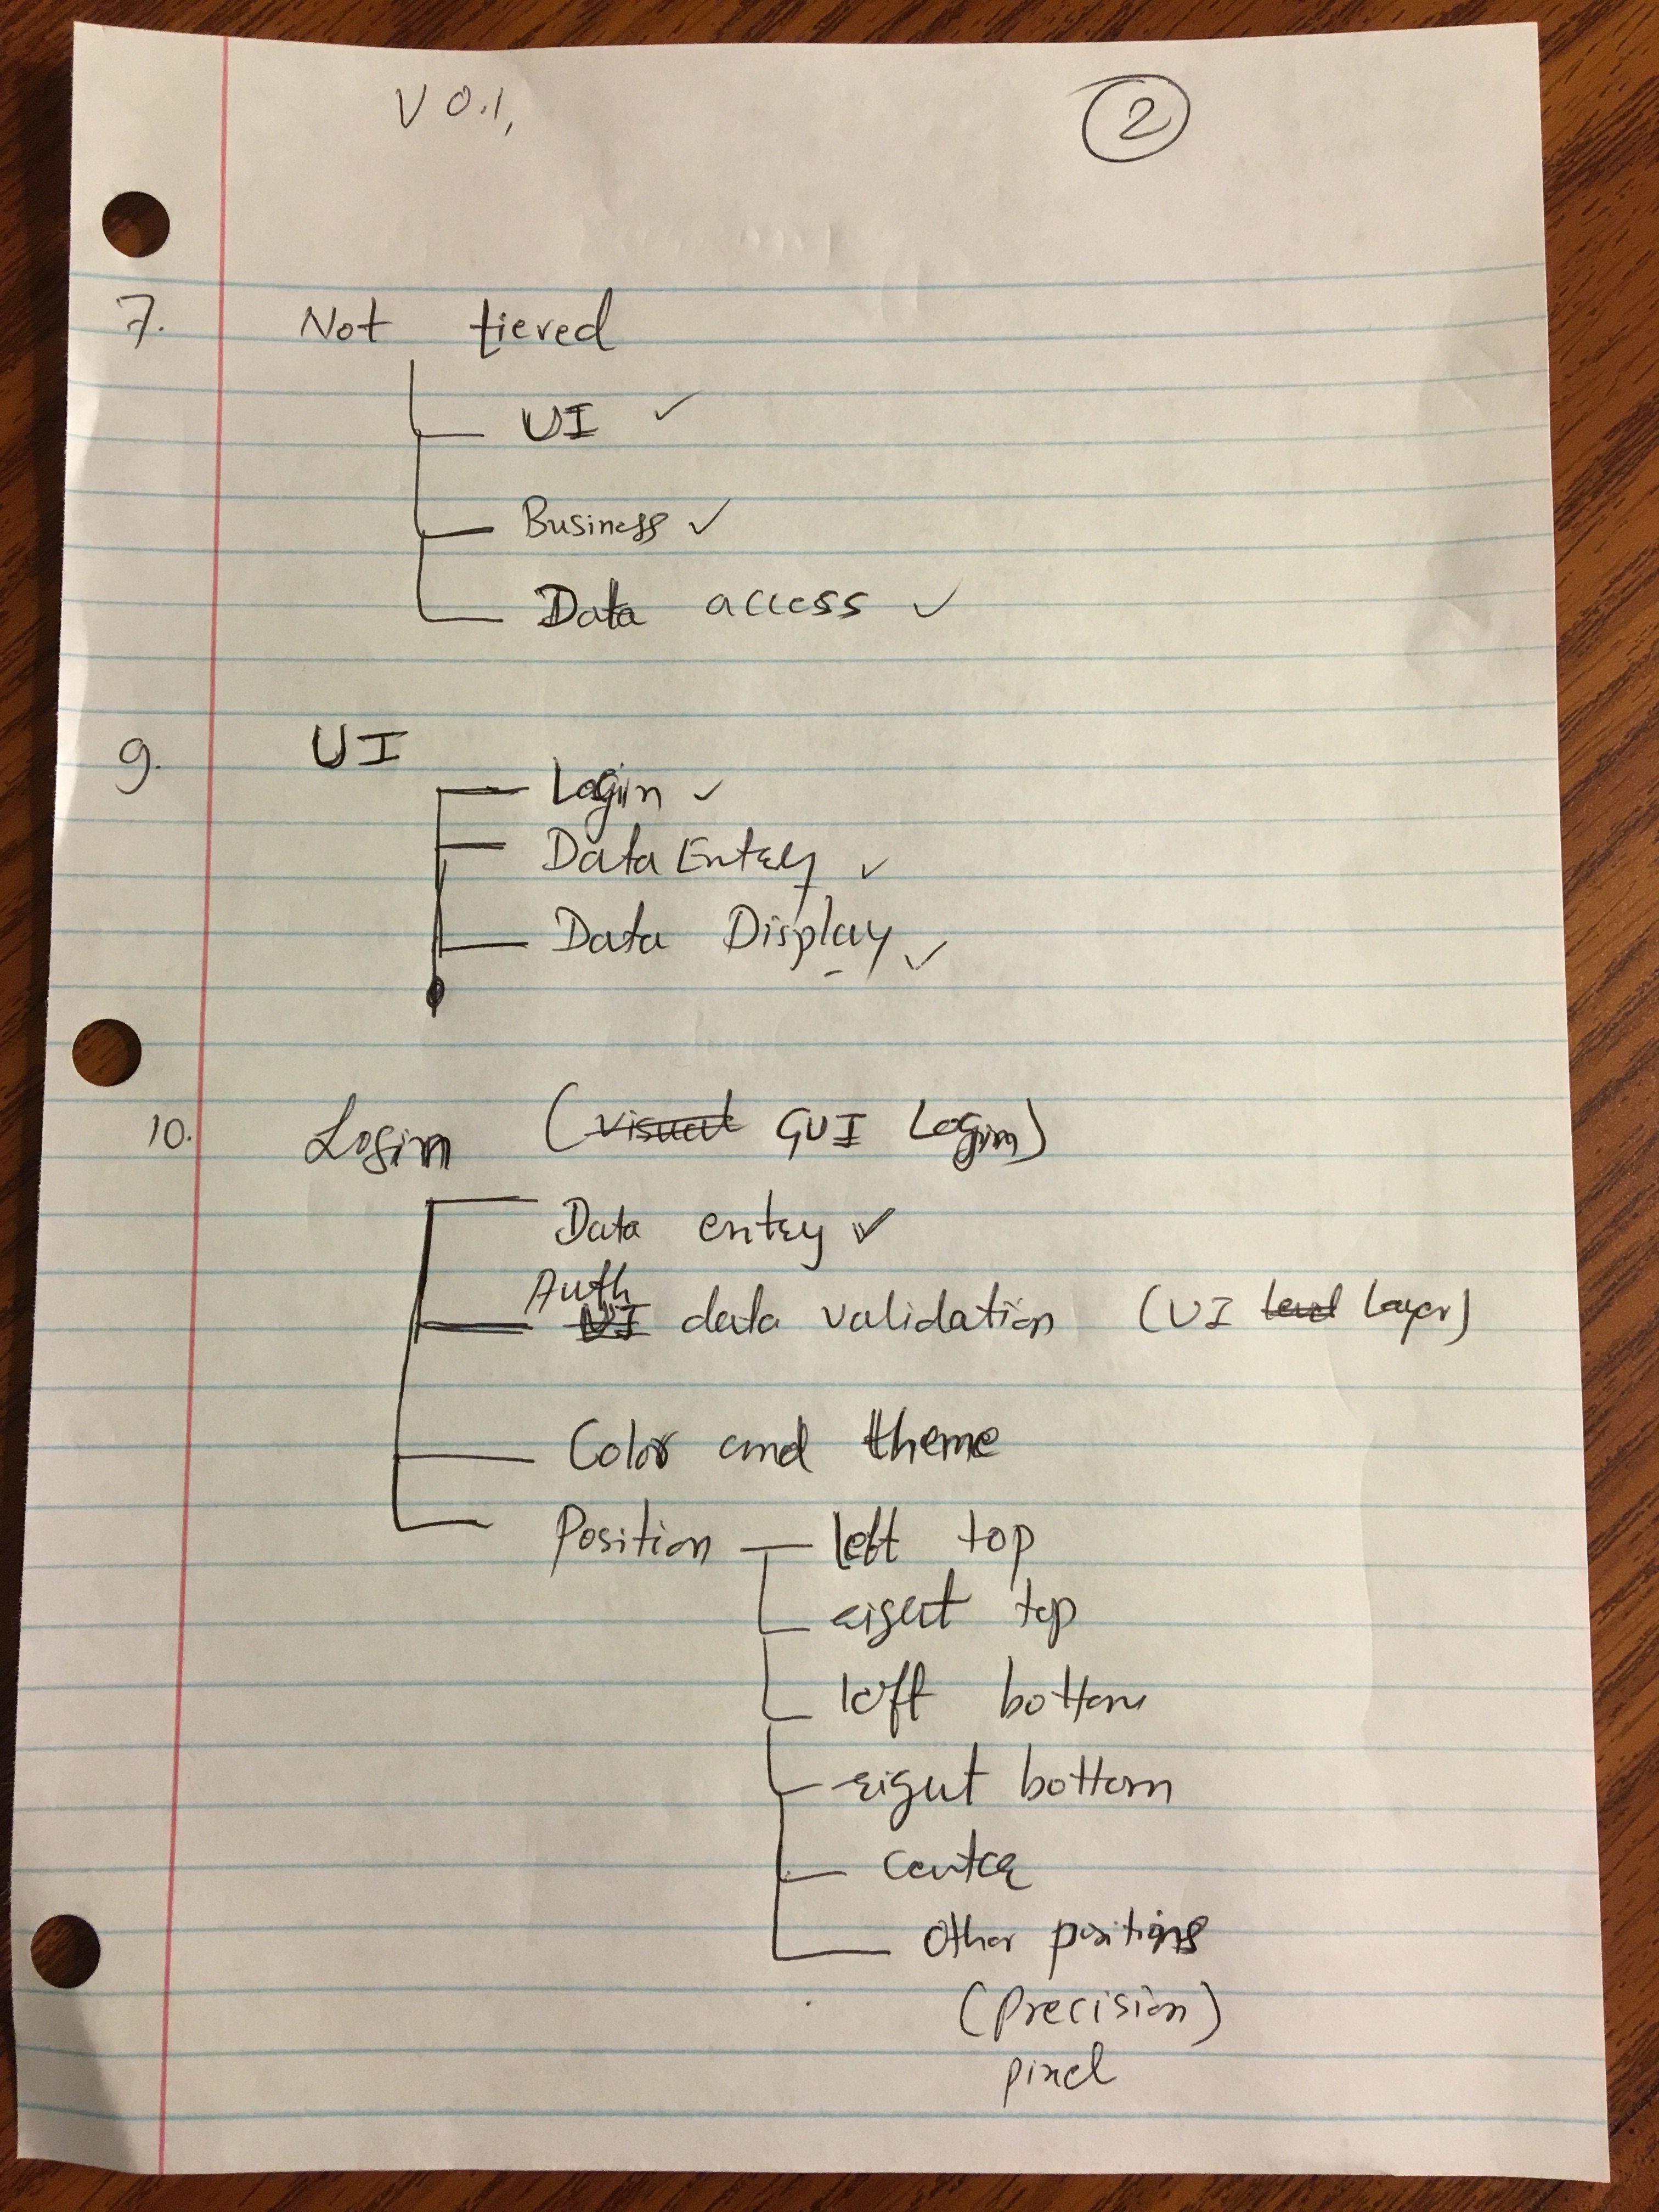 V 0.1, 2
7. Not tiered
UI ✓
Business ✓
Data access ✓
9. UI
Login ✓
Data Entry ✓
Data Display ✓
10. Login (visual GUI Login)
Data entry ✓
Auth
UI data validation (UI level Layer)
Color and theme
Position left top
right top
left bottom
right bottom
center
other positions
(precision)
pixel